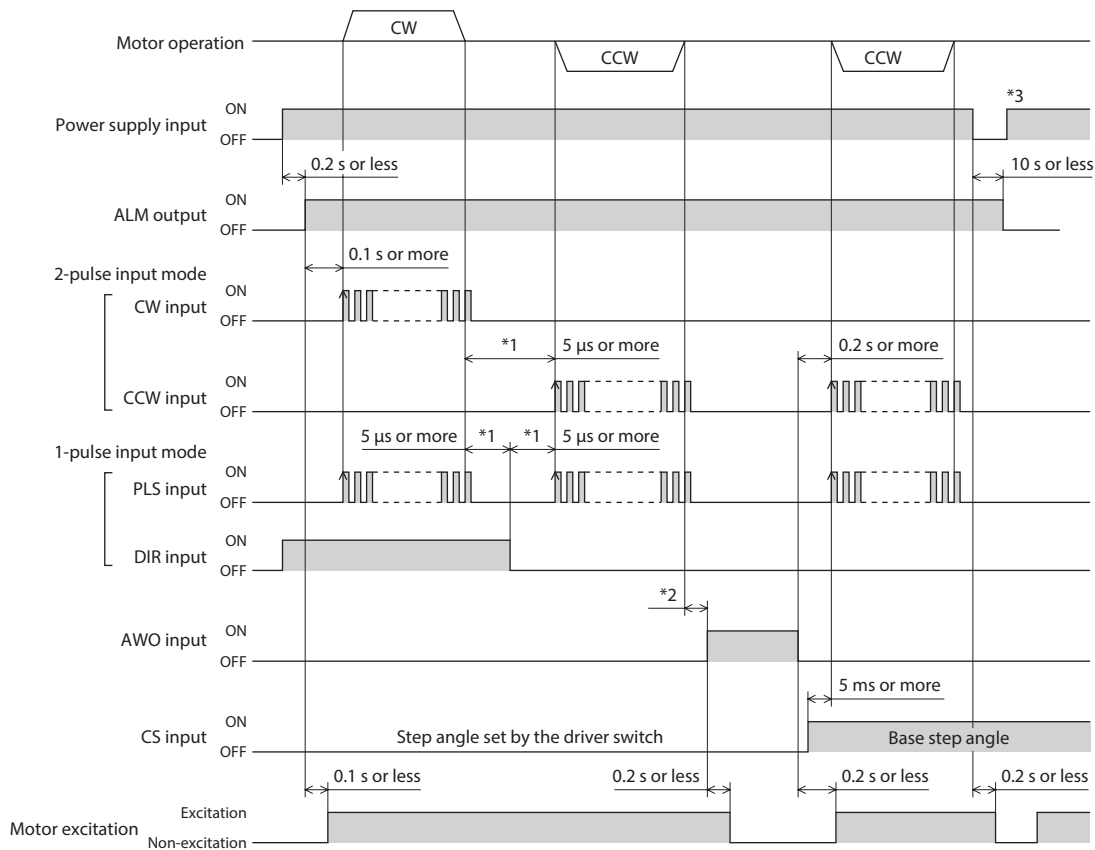 Motor operation
CW
CCW
CCW
Power supply input
ON
OFF
*3
0.2 s or less
10 s or less
ALM output
ON
OFF
2-pulse input mode
0.1 s or more
CW input
ON
OFF
*1
5 µs or more
0.2 s or more
CCW input
ON
OFF
1-pulse input mode
5 µs or more
*1
*1
5 µs or more
PLS input
ON
OFF
DIR input
ON
OFF
*2
AWO input
ON
OFF
5 ms or more
CS input
ON
OFF
Step angle set by the driver switch
Base step angle
0.1 s or less
0.2 s or less
0.2 s or less
0.2 s or less
Motor excitation
Excitation
Non-excitation